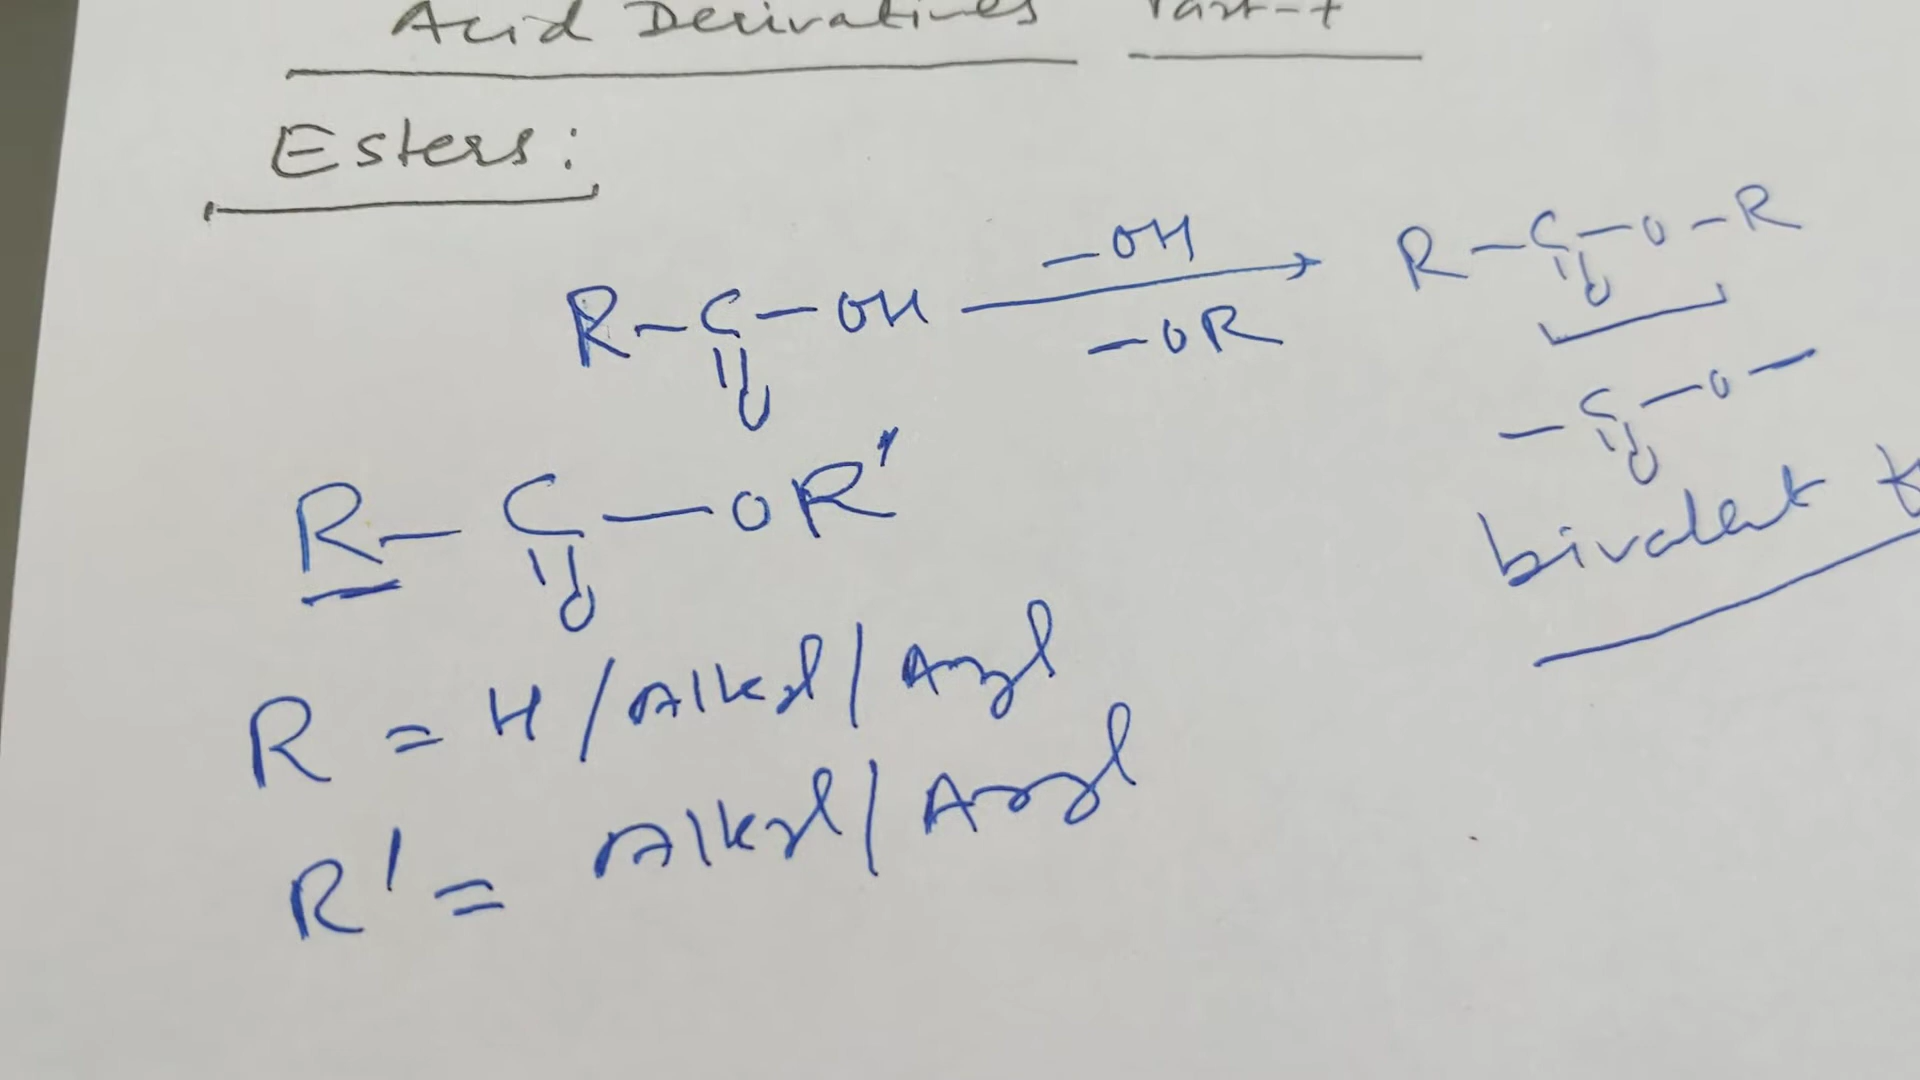 Acid Derivatives Part-
Esters:
-OH
R-C-OH → R-C-O-R
-OR
O
O
-C-O-
O
R-C-OR'
O
bivalent
R = H/Alkyl/Aryl
R' = Alkyl/Aryl